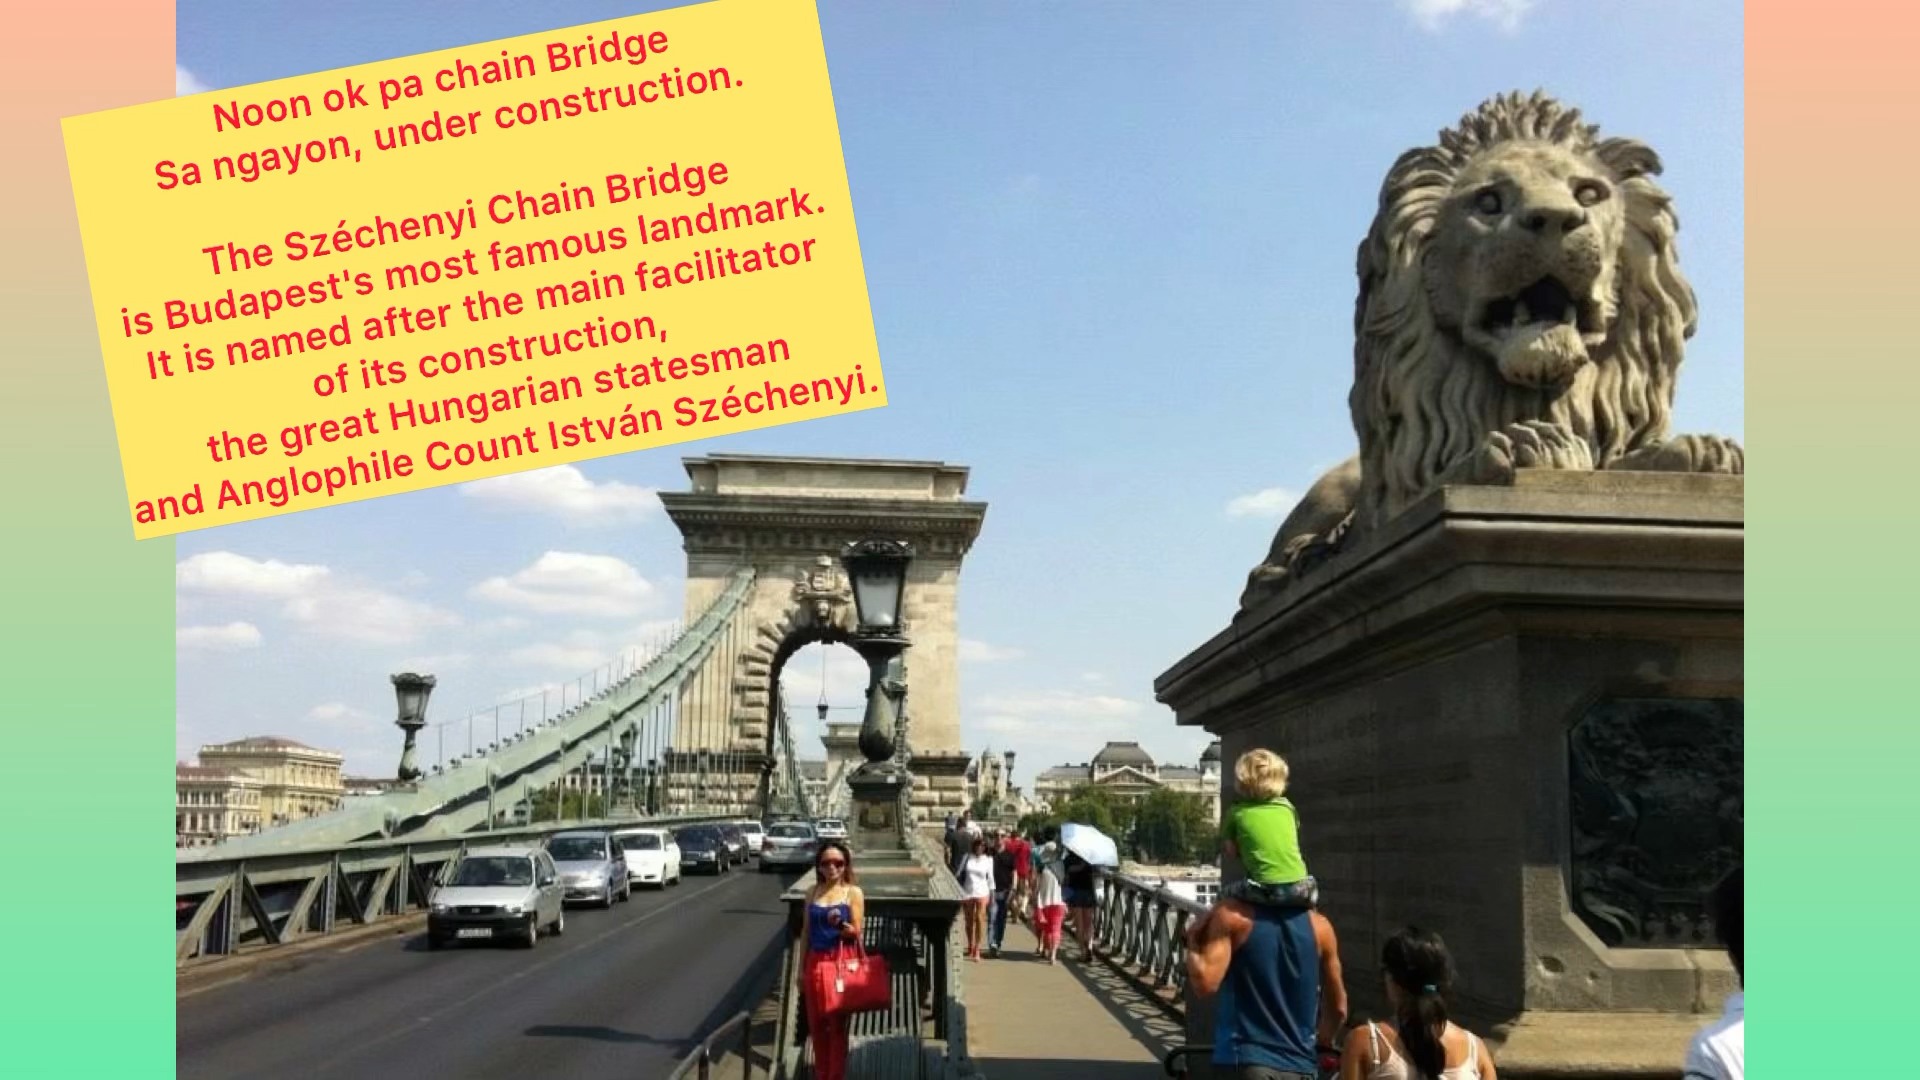 Noon ok pa chain Bridge
Sa ngayon, under construction.
The Széchenyi Chain Bridge
is Budapest's most famous landmark.
It is named after the main facilitator
of its construction,
the great Hungarian statesman
and Anglophile Count István Széchenyi.